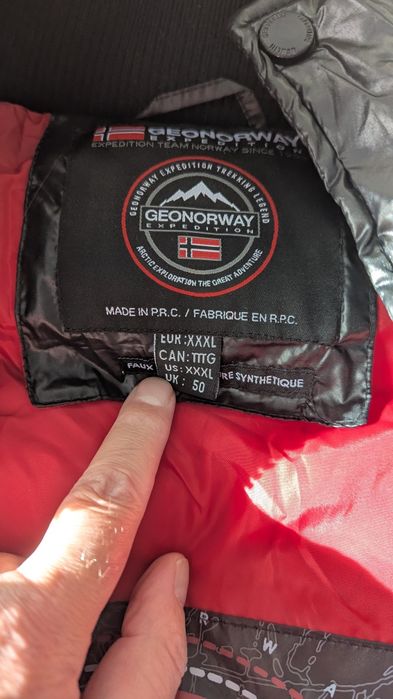 GEONORWAY
EXPEDITION
EXPEDITION TEAM NORWAY SINCE
GEONORWAY EXPEDITION TREKKING LEGEND
GEONORWAY
EXPEDITION
ARCTIC EXPLORATION THE GREAT ADVENTURE
MADE IN P.R.C. / FABRIQUE EN R.P.C.
EUR :XXXL
CAN: TTTG
US: XXXL
UK: 50
FAUX
RE SYNTHETIQUE
R
W
A